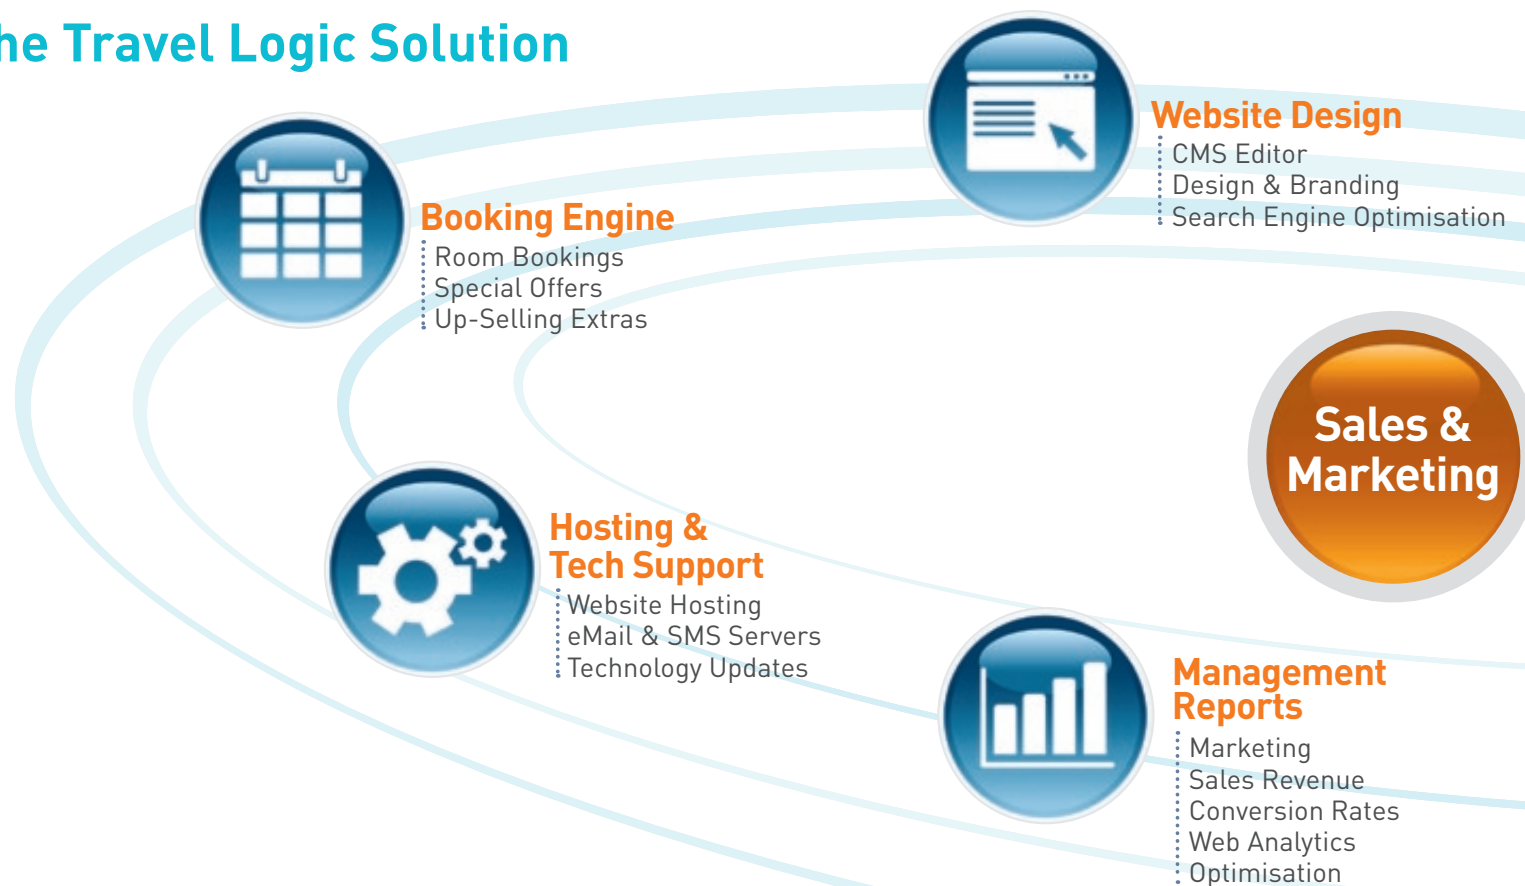 he Travel Logic Solution
Website Design
CMS Editor
Design & Branding
Search Engine Optimisation
Booking Engine
Room Bookings
Special Offers
Up-Selling Extras
Sales &
Marketing
Hosting &
Tech Support
Website Hosting
eMail & SMS Servers
Technology Updates
Management
Reports
Marketing
Sales Revenue
Conversion Rates
Web Analytics
Optimisation